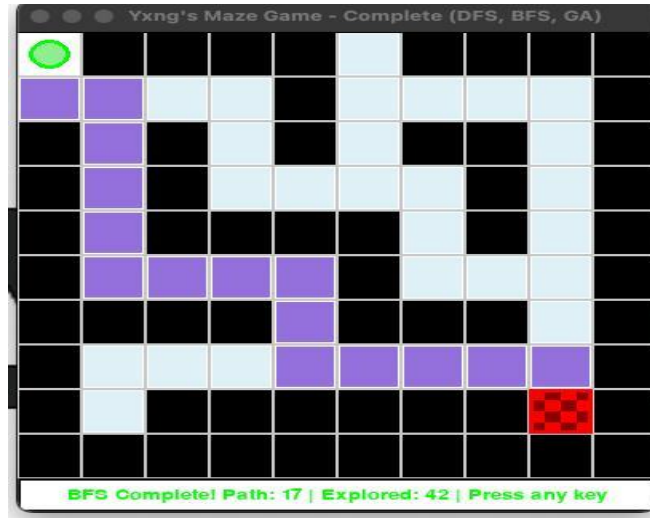 Yxng's Maze Game - Complete (DFS, BFS, GA)
BFS Complete! Path: 17 | Explored: 42 | Press any key